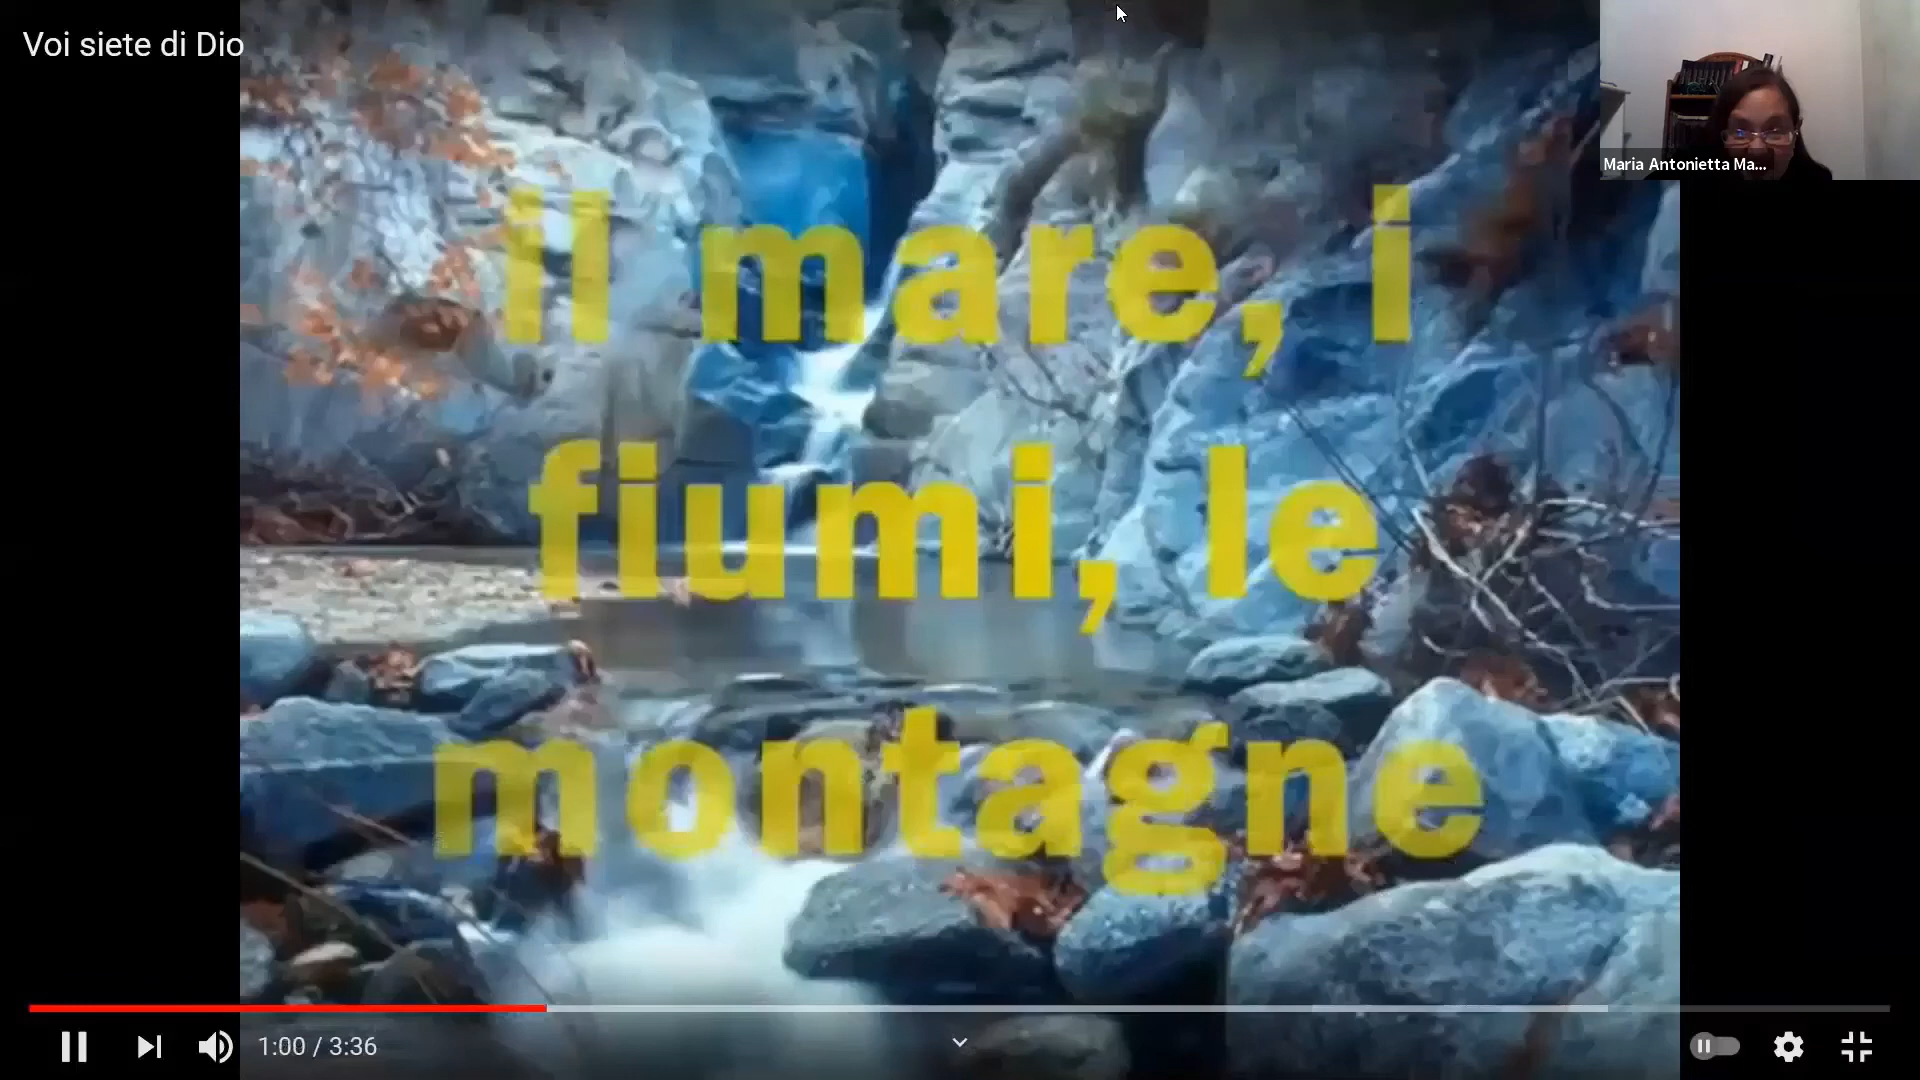 Voi siete di Dio
Maria Antonietta Ma...
il mare, i
fiumi, le
montagne
1:00 / 3:36